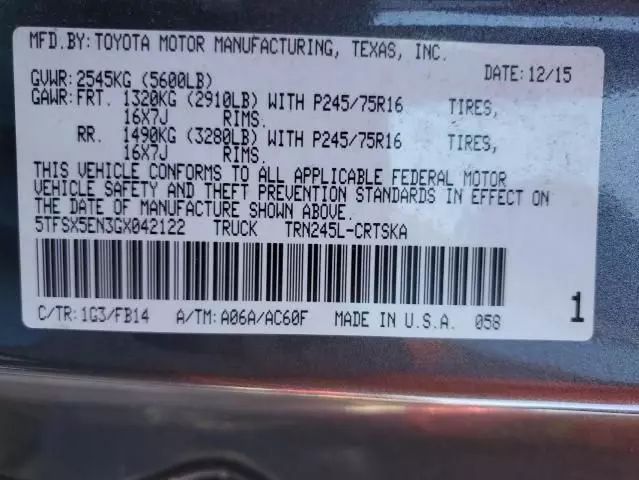 MFD.BY: TOYOTA MOTOR MANUFACTURING, TEXAS, INC.
DATE: 12/15
GVWR: 2545KG (5600LB)
GAWR: FRT. 1320KG (2910LB) WITH P245/75R16 TIRES,
16X7J RIMS.
RR. 1490KG (3280LB) WITH P245/75R16 TIRES,
16X7J RIMS.
THIS VEHICLE CONFORMS TO ALL APPLICABLE FEDERAL MOTOR
VEHICLE SAFETY AND THEFT PREVENTION STANDARDS IN EFFECT ON
THE DATE OF MANUFACTURE SHOWN ABOVE.
5TFSX5EN3GX042122 TRUCK TRN245L-CRTSKA
C/TR: 1G3/FB14 A/TM: A06A/AC60F MADE IN U.S.A. 058
1